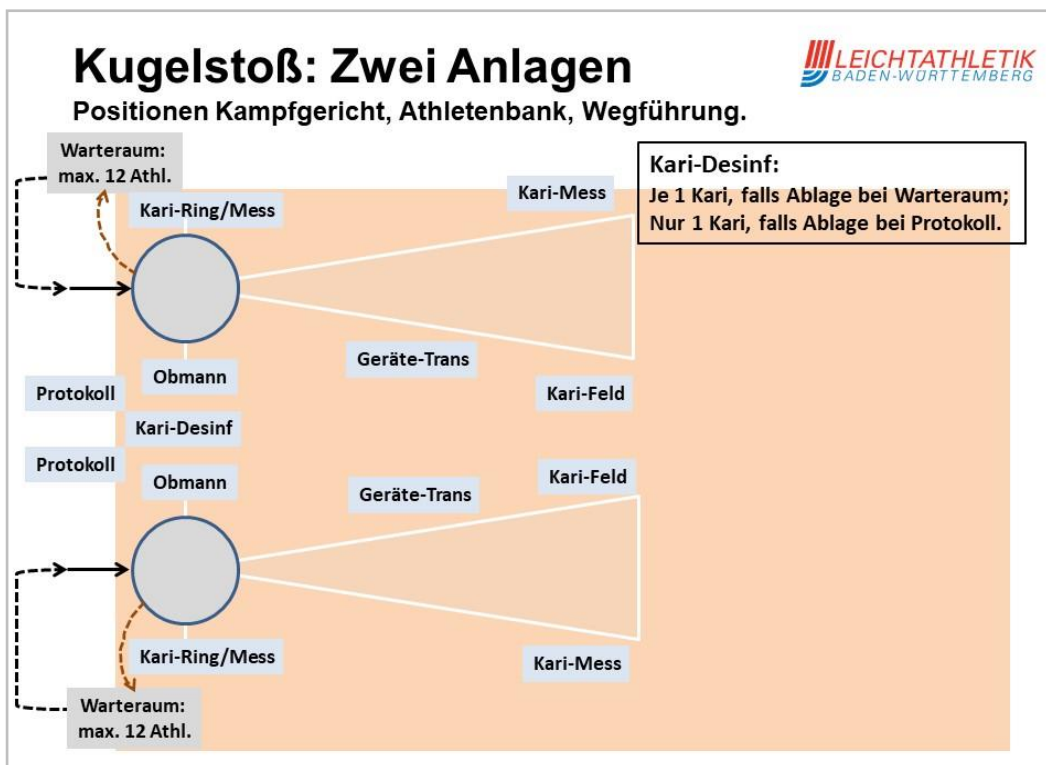 Kugelstoß: Zwei Anlagen
Positionen Kampfgericht, Athletenbank, Wegführung.
LEICHTATHLETIK
BADEN-WÜRTTEMBERG
Warteraum:
max. 12 Athl.
Kari-Desinf:
Je 1 Kari, falls Ablage bei Warteraum;
Nur 1 Kari, falls Ablage bei Protokoll.
Kari-Ring/Mess
Kari-Mess
Geräte-Trans
Obmann
Protokoll
Kari-Feld
Kari-Desinf
Protokoll
Obmann
Kari-Feld
Geräte-Trans
Kari-Ring/Mess
Kari-Mess
Warteraum:
max. 12 Athl.